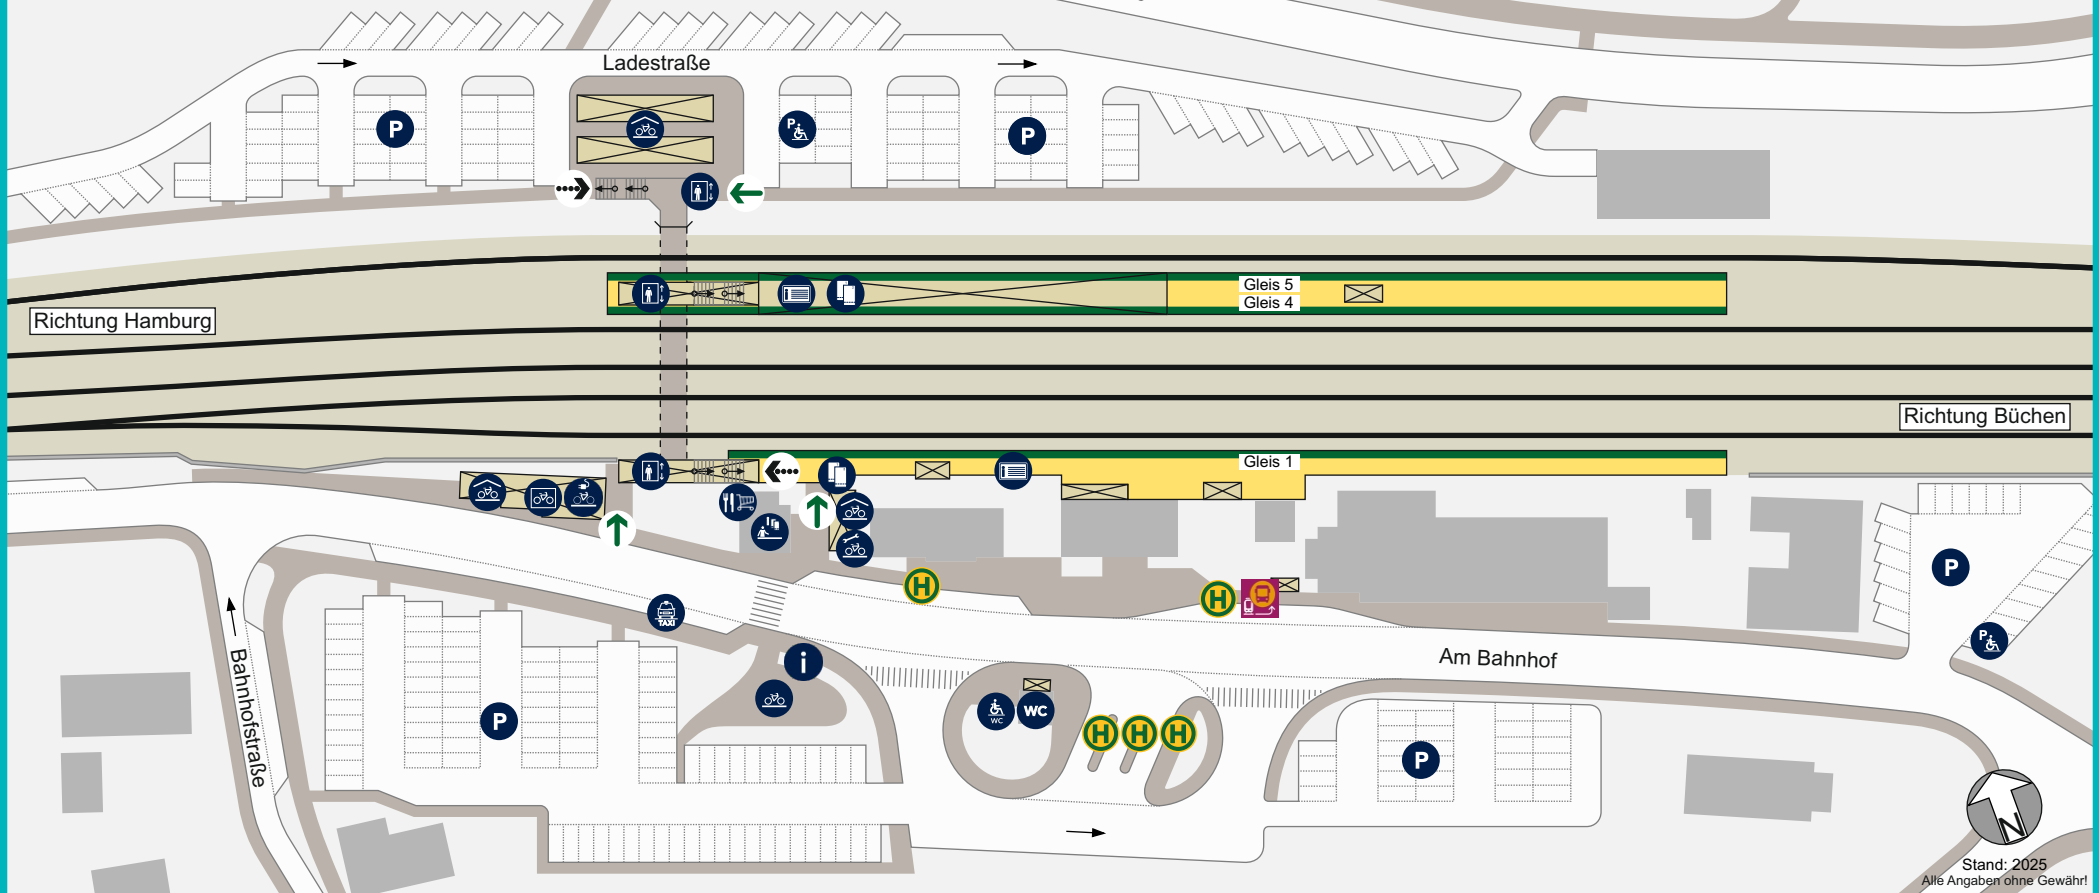 Ladestraße
P
P
P
Gleis 5
Gleis 4
Richtung Hamburg
Richtung Büchen
Gleis 1
H
H
P
TAXI
P
i
Am Bahnhof
Bahnhofstraße
P
WC
WC
H
H
H
P
N
Stand: 2025
Alle Angaben ohne Gewähr!